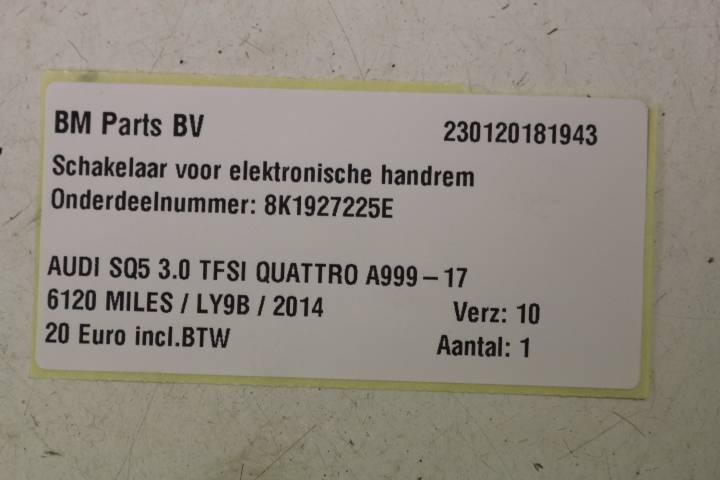 BM Parts BV 230120181943
Schakelaar voor elektronische handrem
Onderdeelnummer: 8K1927225E
AUDI SQ5 3.0 TFSI QUATTRO A999 – 17
6120 MILES / LY9B / 2014 Verz: 10
20 Euro incl.BTW Aantal: 1